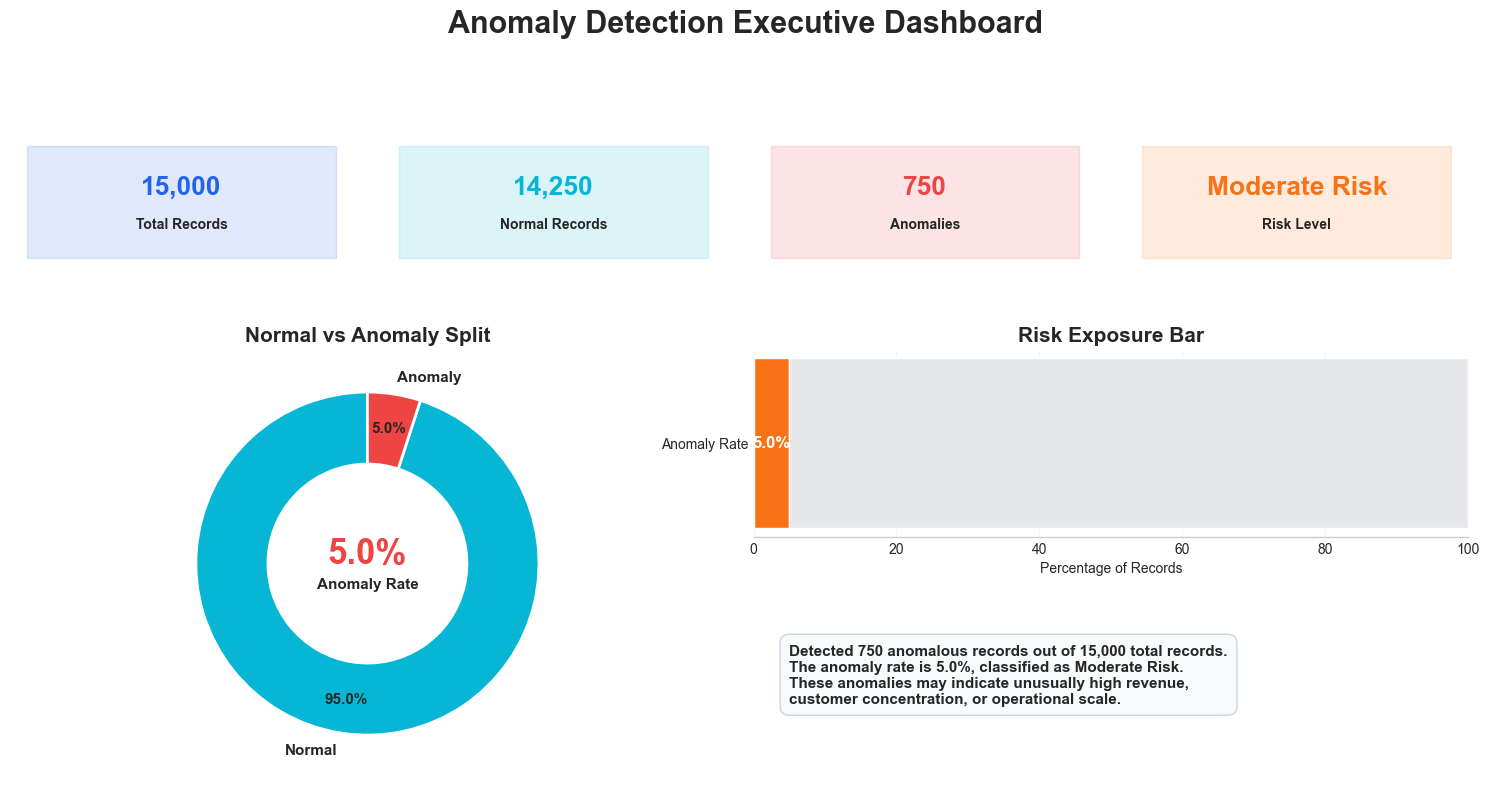 Anomaly Detection Executive Dashboard
15,000
Total Records
14,250
Normal Records
750
Anomalies
Moderate Risk
Risk Level
Normal vs Anomaly Split
Anomaly
5.0%
5.0%
Anomaly Rate
95.0%
Normal
Risk Exposure Bar
Anomaly Rate
5.0%
0 20 40 60 80 100
Percentage of Records
Detected 750 anomalous records out of 15,000 total records.
The anomaly rate is 5.0%, classified as Moderate Risk.
These anomalies may indicate unusually high revenue,
customer concentration, or operational scale.